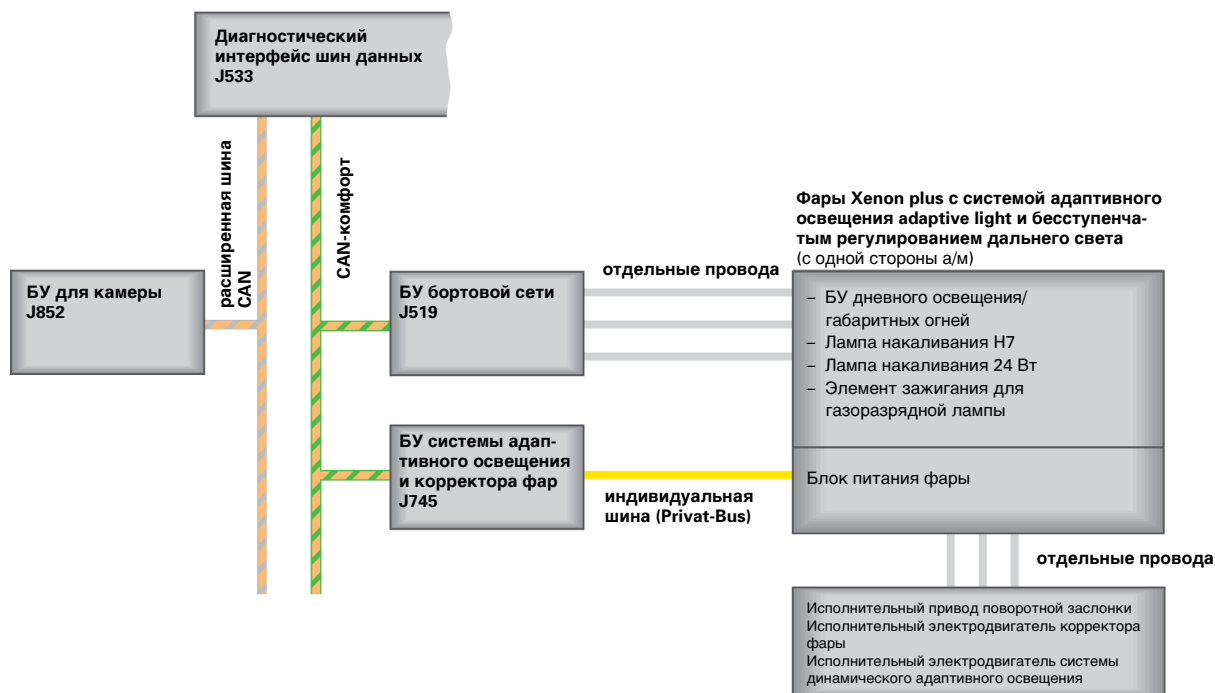 Диагностический
интерфейс шин данных
J533
расширенная шина
CAN
CAN-комфорт
БУ для камеры
J852
БУ бортовой сети
J519
отдельные провода
Фары Xenon plus с системой адаптивного
освещения adaptive light и бесступенча-
тым регулированием дальнего света
(с одной стороны а/м)
– БУ дневного освещения/
габаритных огней
– Лампа накаливания H7
– Лампа накаливания 24 Вт
– Элемент зажигания для
газоразрядной лампы
БУ системы адап-
тивного освещения
и корректора фар
J745
индивидуальная
шина (Privat-Bus)
Блок питания фары
отдельные провода
Исполнительный привод поворотной заслонки
Исполнительный электродвигатель корректора
фары
Исполнительный электродвигатель системы
динамического адаптивного освещения